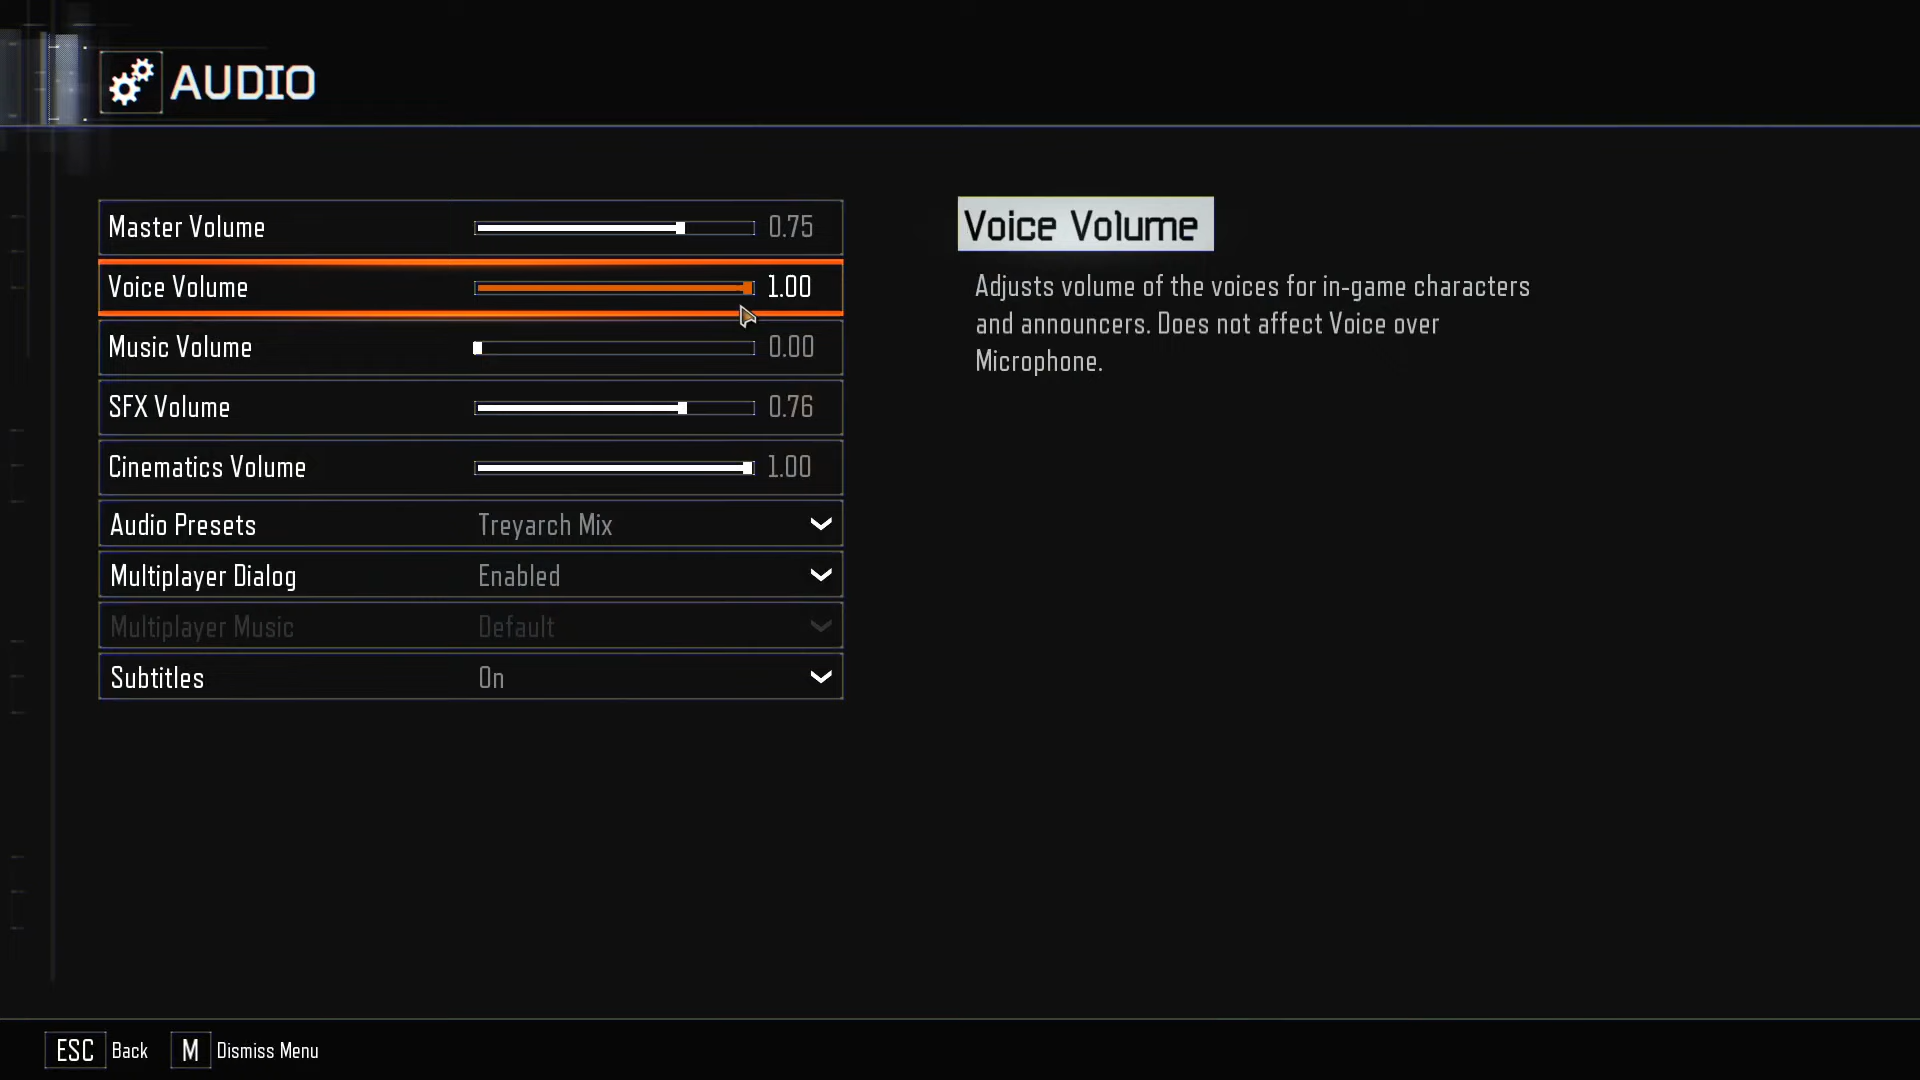 AUDIO
Master Volume 0.75
Voice Volume 1.00
Music Volume 0.00
SFX Volume 0.76
Cinematics Volume 1.00
Audio Presets Treyarch Mix
Multiplayer Dialog Enabled
Multiplayer Music Default
Subtitles On
Voice Volume
Adjusts volume of the voices for in-game characters
and announcers. Does not affect Voice over
Microphone.
ESC Back M Dismiss Menu